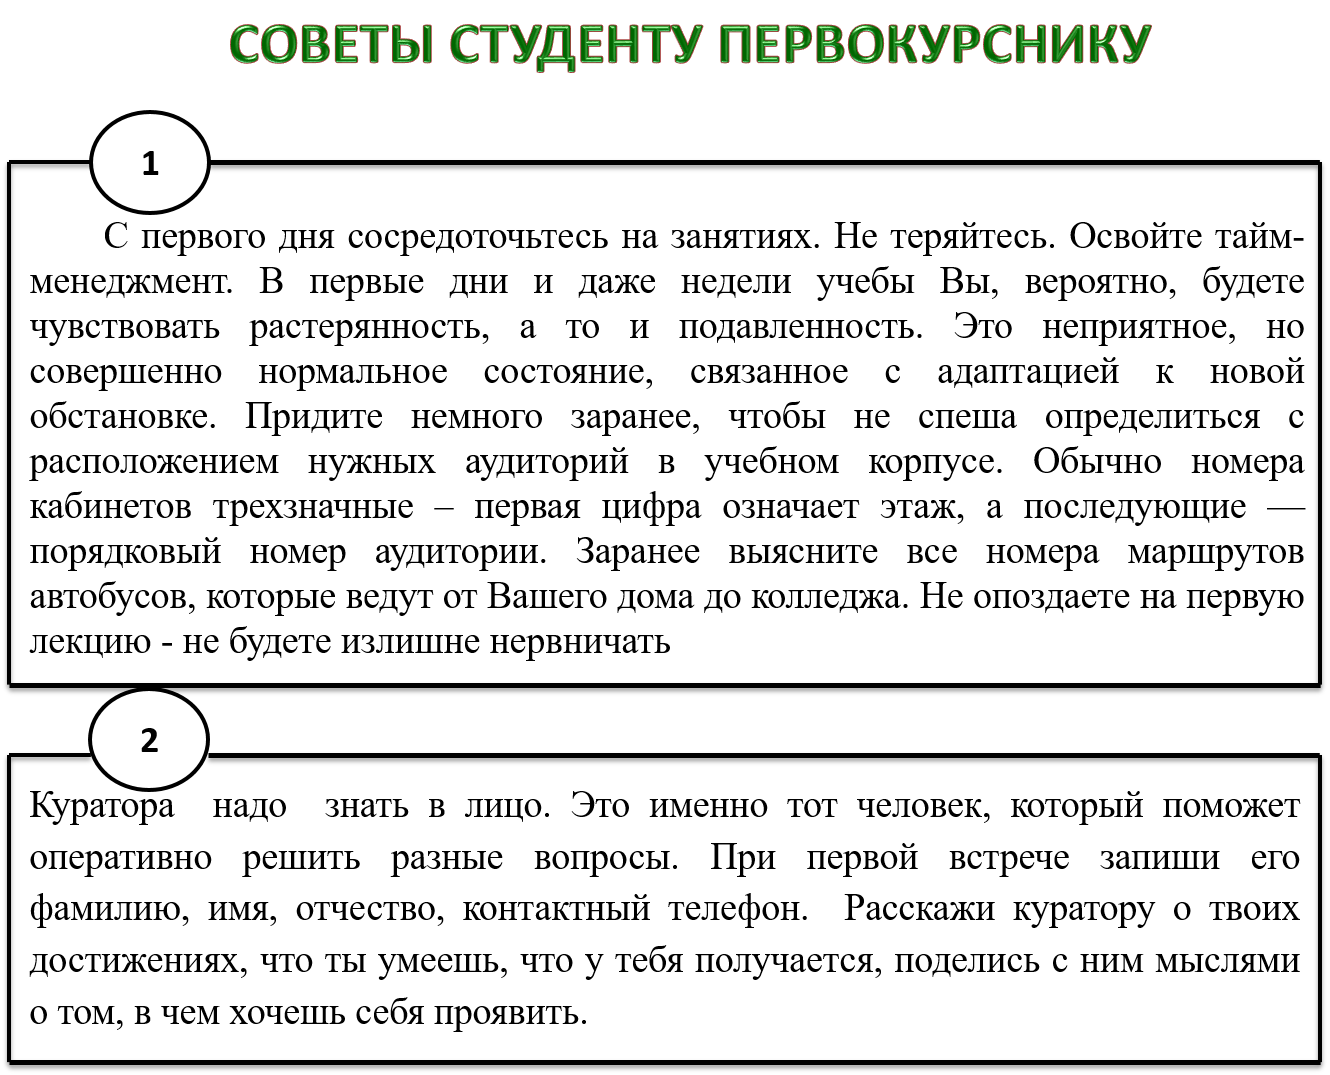 СОВЕТЫ СТУДЕНТУ ПЕРВОКУРСНИКУ
1
С первого дня сосредоточьтесь на занятиях. Не теряйтесь. Освойте тайм-
менеджмент. В первые дни и даже недели учебы Вы, вероятно, будете
чувствовать растерянность, а то и подавленность. Это неприятное, но
совершенно нормальное состояние, связанное с адаптацией к новой
обстановке. Придите немного заранее, чтобы не спеша определиться с
расположением нужных аудиторий в учебном корпусе. Обычно номера
кабинетов трехзначные – первая цифра означает этаж, а последующие —
порядковый номер аудитории. Заранее выясните все номера маршрутов
автобусов, которые ведут от Вашего дома до колледжа. Не опоздаете на первую
лекцию - не будете излишне нервничать
2
Куратора надо знать в лицо. Это именно тот человек, который поможет
оперативно решить разные вопросы. При первой встрече запиши его
фамилию, имя, отчество, контактный телефон. Расскажи куратору о твоих
достижениях, что ты умеешь, что у тебя получается, поделись с ним мыслями
о том, в чем хочешь себя проявить.